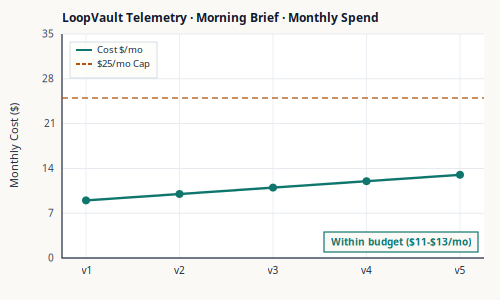 LoopVault Telemetry · Morning Brief · Monthly Spend
Monthly Cost ($)
35
28
21
14
7
0
Cost $/mo
$25/mo Cap
Within budget ($11-$13/mo)
v1 v2 v3 v4 v5